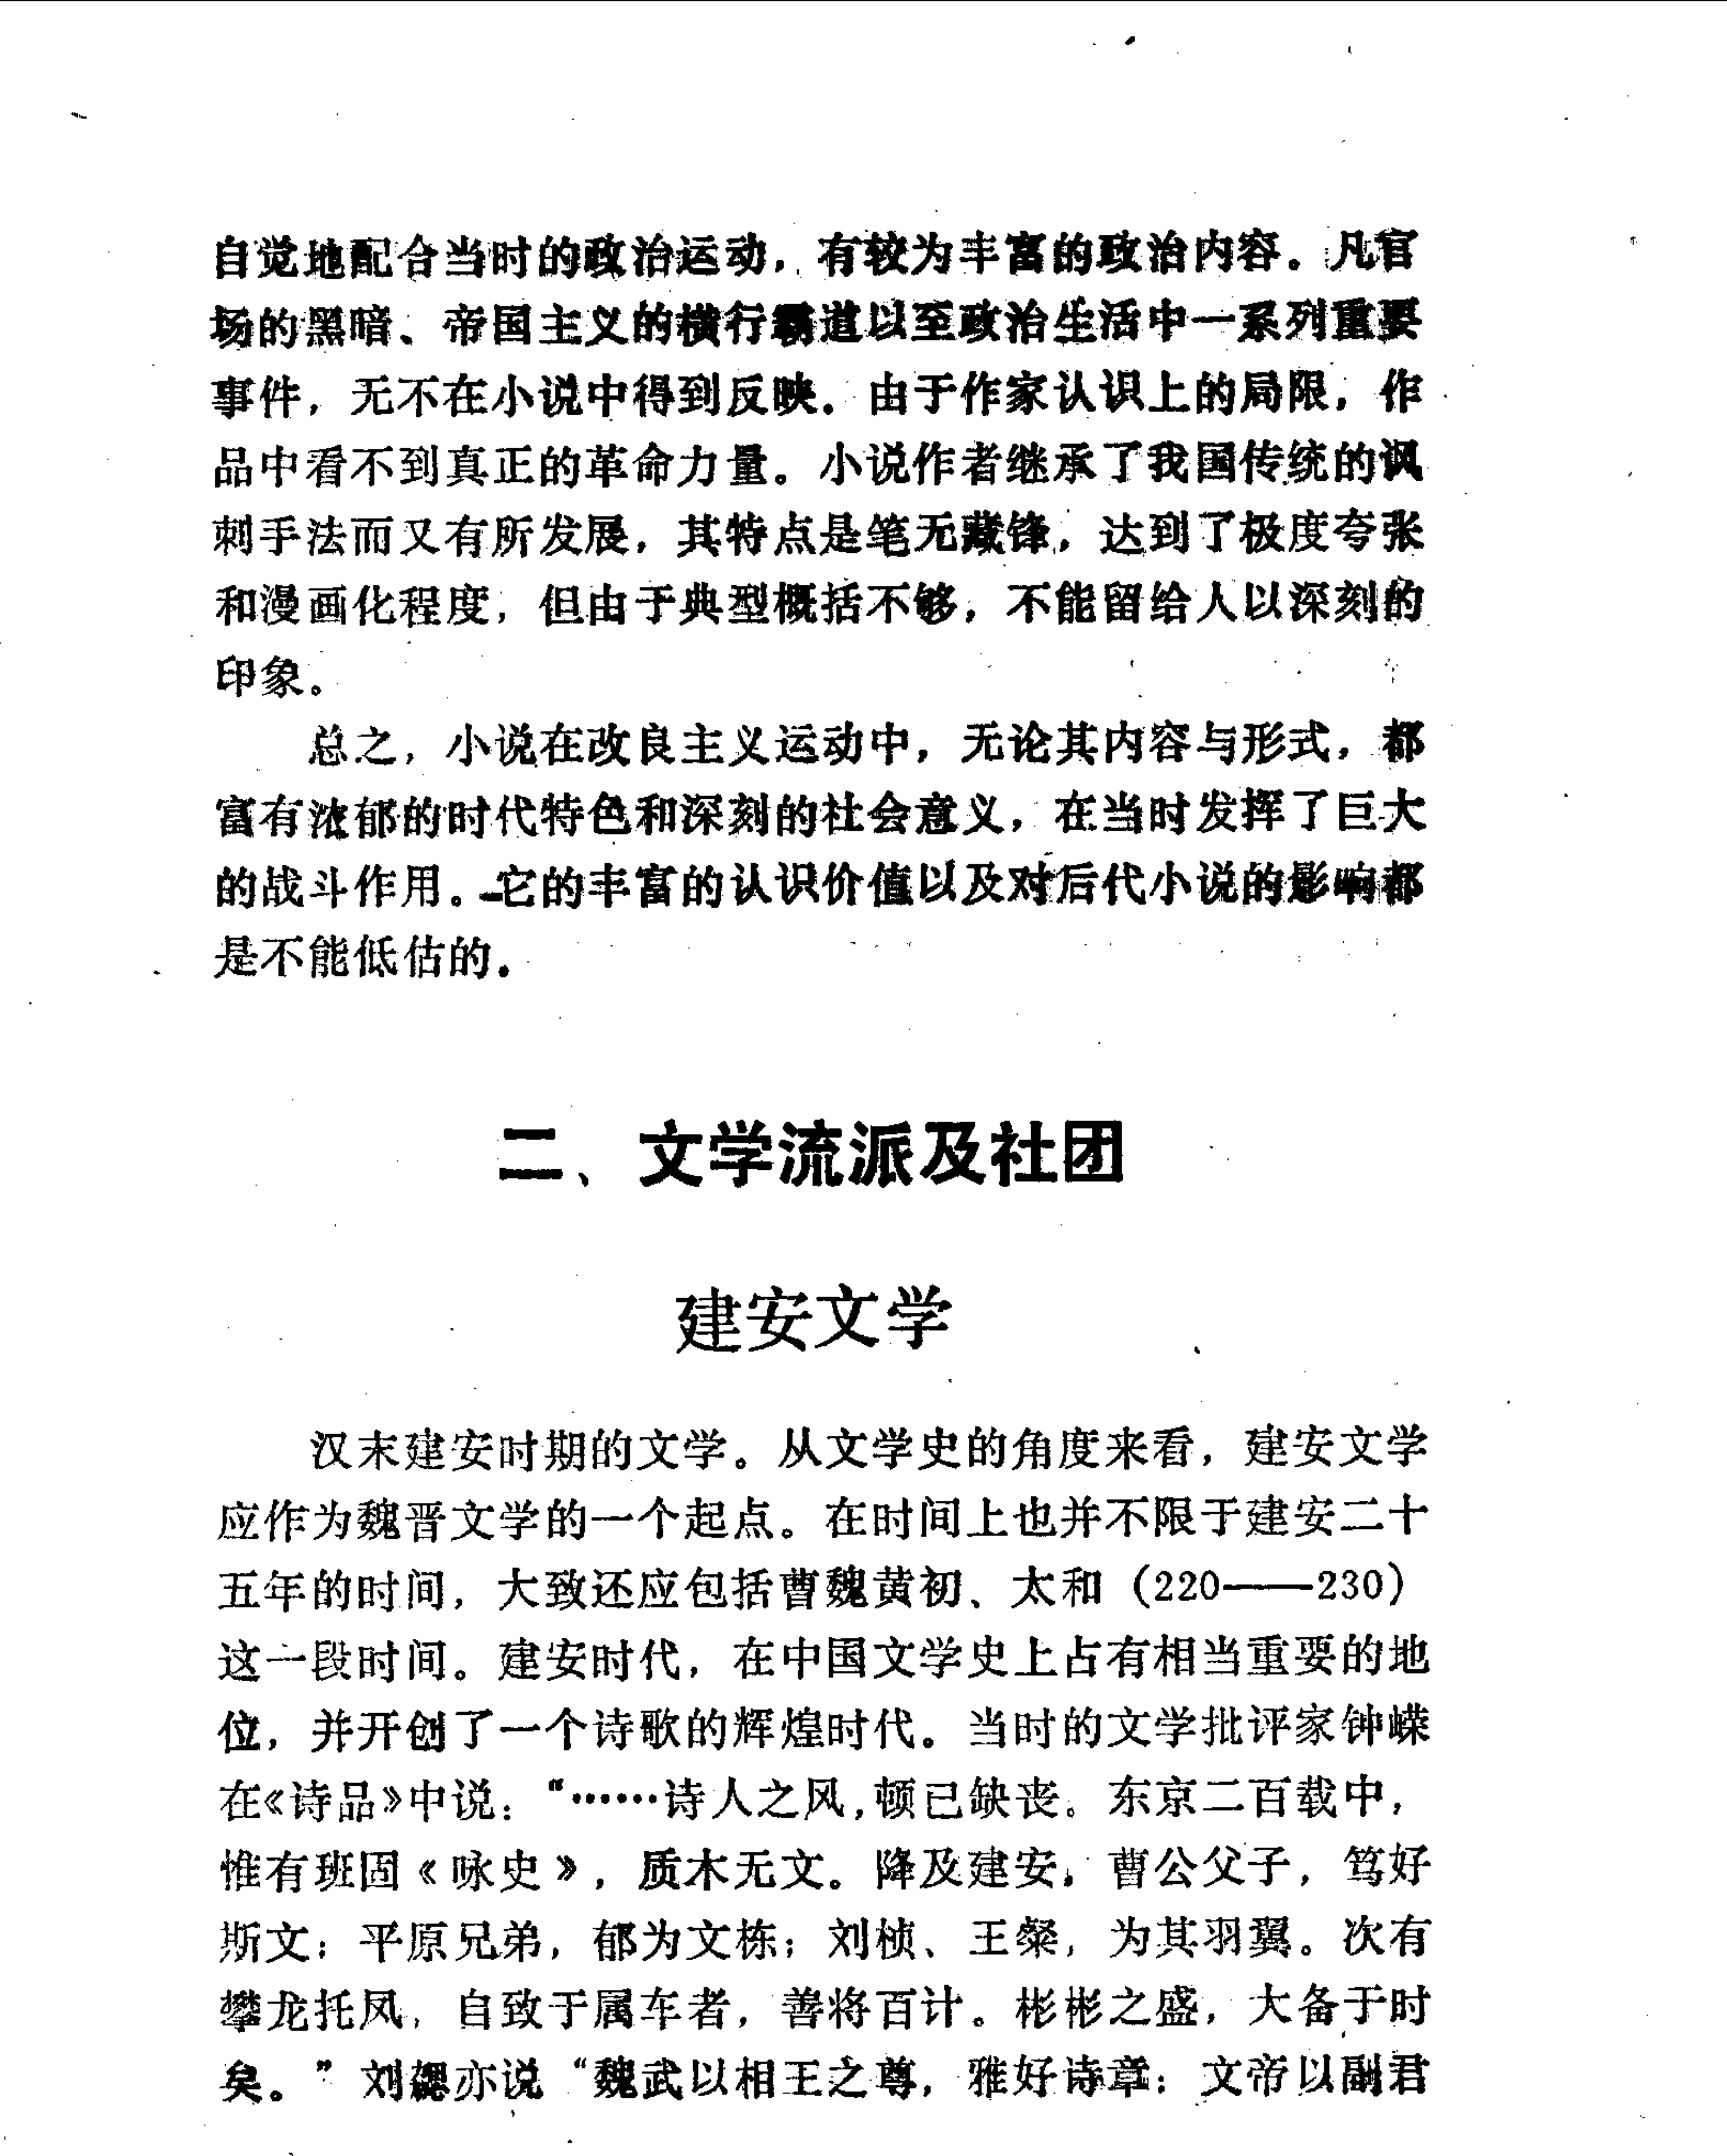 自觉地配合当时的政治运动，有较为丰富的政治内容。凡官
场的黑暗、帝国主义的横行霸道以至政治生活中一系列重要
事件，无不在小说中得到反映。由于作家认识上的局限，作
品中看不到真正的革命力量。小说作者继承了我国传统的讽
刺手法而又有所发展，其特点是笔无藏锋，达到了极度夸张
和漫画化程度，但由于典型概括不够，不能留给人以深刻的
印象。
总之，小说在改良主义运动中，无论其内容与形式，都
富有浓郁的时代特色和深刻的社会意义，在当时发挥了巨大
的战斗作用。它的丰富的认识价值以及对后代小说的影响都
是不能低估的。
二、文学流派及社团
建安文学
汉末建安时期的文学。从文学史的角度来看，建安文学
应作为魏晋文学的一个起点。在时间上也并不限于建安二十
五年的时间，大致还应包括曹魏黄初、太和（220——230）
这一段时间。建安时代，在中国文学史上占有相当重要的地
位，并开创了一个诗歌的辉煌时代。当时的文学批评家钟嵘
在《诗品》中说：“……诗人之风，顿已缺丧。东京二百载中，
惟有班固《咏史》，质木无文。降及建安，曹公父子，笃好
斯文；平原兄弟，郁为文栋；刘桢、王粲，为其羽翼。次有
攀龙托凤，自致于属车者，善将百计。彬彬之盛，大备于时
矣。”刘勰亦说“魏武以相王之尊，雅好诗章；文帝以副君